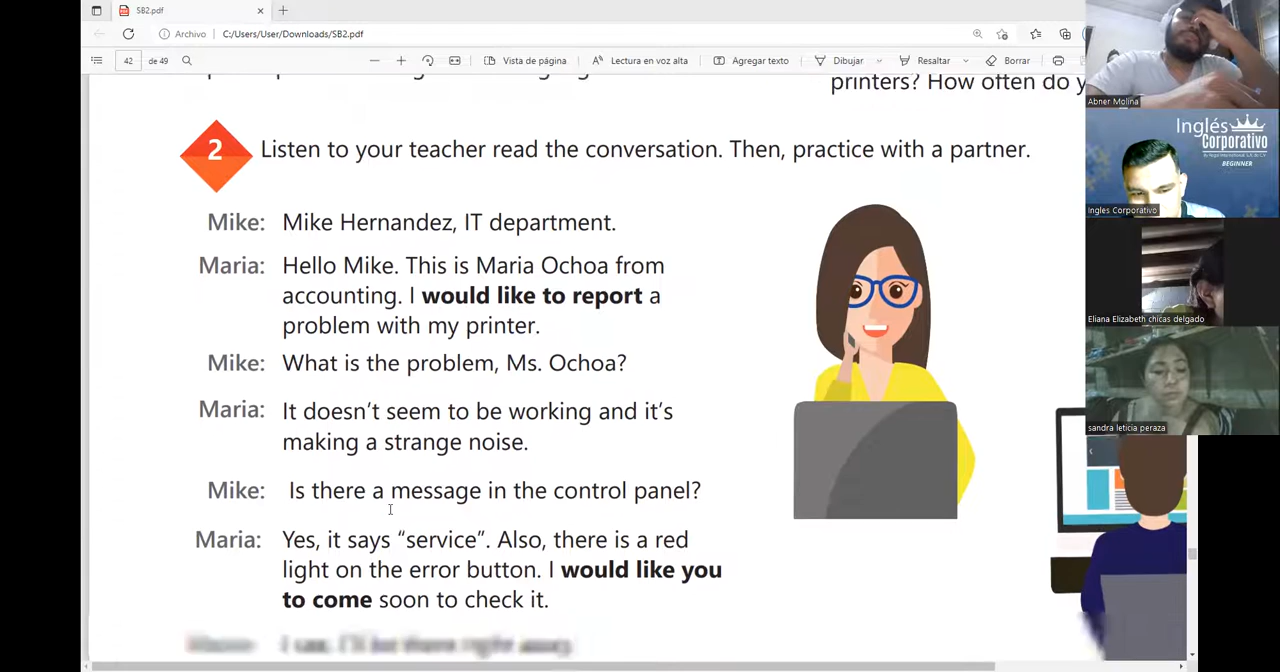 SB2.pdf
Archivo
C:/Users/User/Downloads/SB2.pdf
42
de 49
Vista de página
Lectura en voz alta
Agregar texto
Dibujar
Resaltar
Borrar
printers? How often do y
2
Listen to your teacher read the conversation. Then, practice with a partner.
Mike: Mike Hernandez, IT department.
Maria: Hello Mike. This is Maria Ochoa from
accounting. I would like to report a
problem with my printer.
Mike: What is the problem, Ms. Ochoa?
Maria: It doesn't seem to be working and it's
making a strange noise.
Mike: Is there a message in the control panel?
Maria: Yes, it says “service”. Also, there is a red
light on the error button. I would like you
to come soon to check it.
Abner Molina
Inglés
Corporativo
BEGINNER
Ingles Corporativo
Eliana Elizabeth chicas delgado
sandra leticia peraza